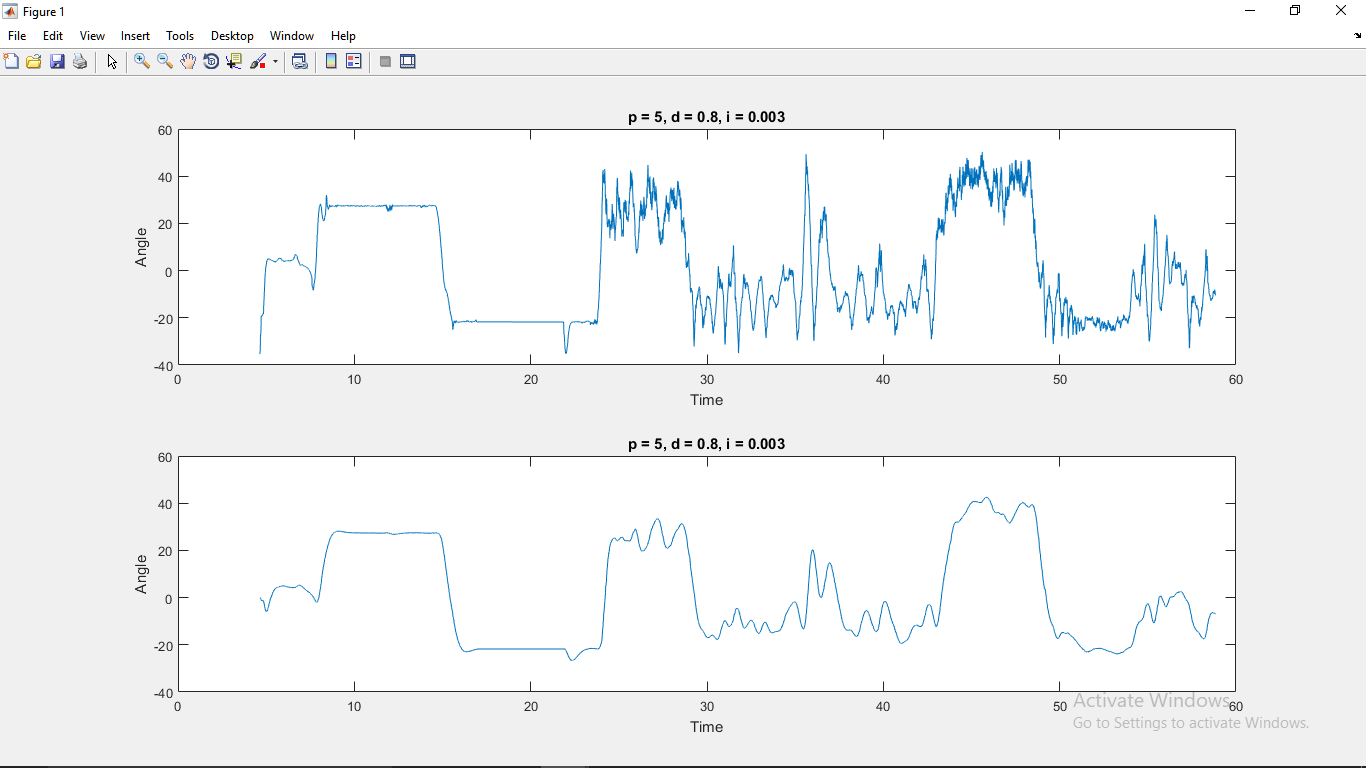 Figure 1
File Edit View Insert Tools Desktop Window Help
p = 5, d = 0.8, i = 0.003
60
40
20
0
-20
-40
Angle
0 10 20 30 40 50 60
Time
p = 5, d = 0.8, i = 0.003
60
40
20
0
-20
-40
Angle
0 10 20 30 40 50 60
Time
Activate Windows
Go to Settings to activate Windows.